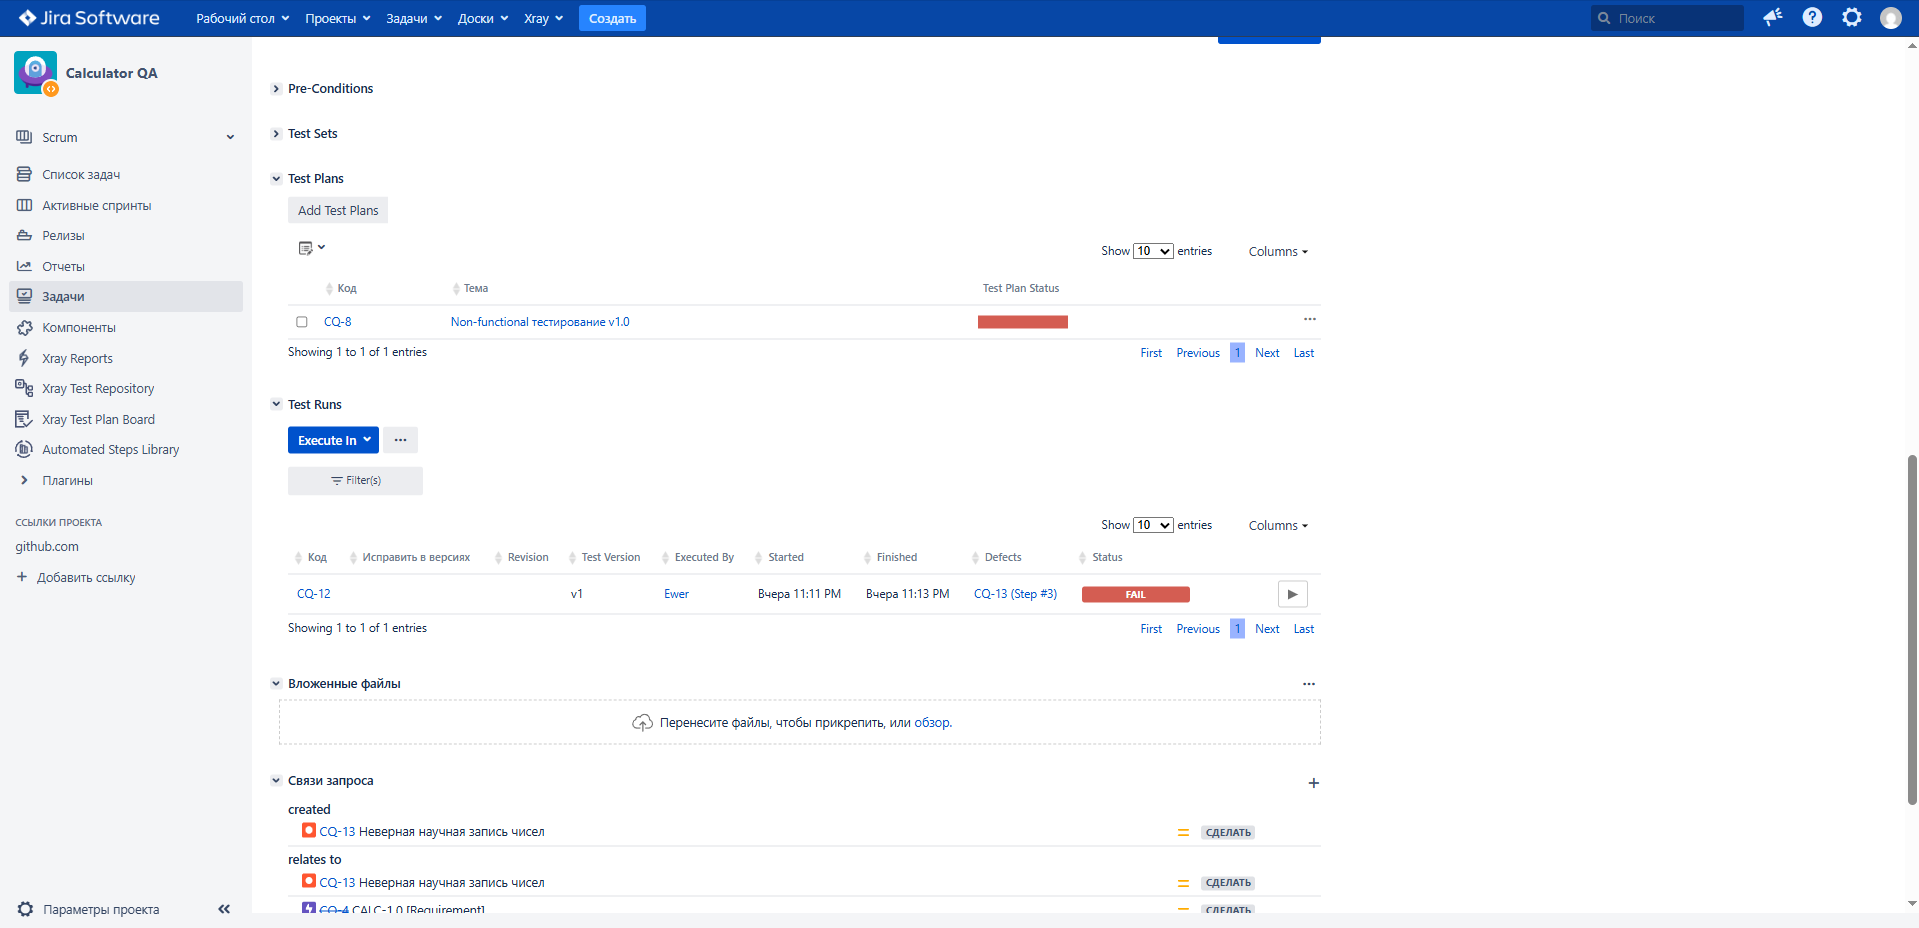 Jira Software
Рабочий стол Проекты Задачи Доски Xray Создать Поиск
Calculator QA
Scrum
Список задач
Активные спринты
Релизы
Отчеты
Задачи
Компоненты
Xray Reports
Xray Test Repository
Xray Test Plan Board
Automated Steps Library
Плагины
ССЫЛКИ ПРОЕКТА
github.com
+ Добавить ссылку
Параметры проекта
Pre-Conditions
Test Sets
Test Plans
Add Test Plans
Show 10 entries Columns
Код Тема Test Plan Status
CQ-8 Non-functional тестирование v1.0
Showing 1 to 1 of 1 entries First Previous 1 Next Last
Test Runs
Execute In
Filter(s)
Show 10 entries Columns
Код Исправить в версиях Revision Test Version Executed By Started Finished Defects Status
CQ-12 v1 Ewer Вчера 11:11 PM Вчера 11:13 PM CQ-13 (Step #3) FAIL
Showing 1 to 1 of 1 entries First Previous 1 Next Last
Вложенные файлы
Перенесите файлы, чтобы прикрепить, или обзор.
Связи запроса
created
CQ-13 Неверная научная запись чисел СДЕЛАТЬ
relates to
CQ-13 Неверная научная запись чисел СДЕЛАТЬ
CQ-4 CALC-1.0 [Requirement] СДЕЛАТЬ